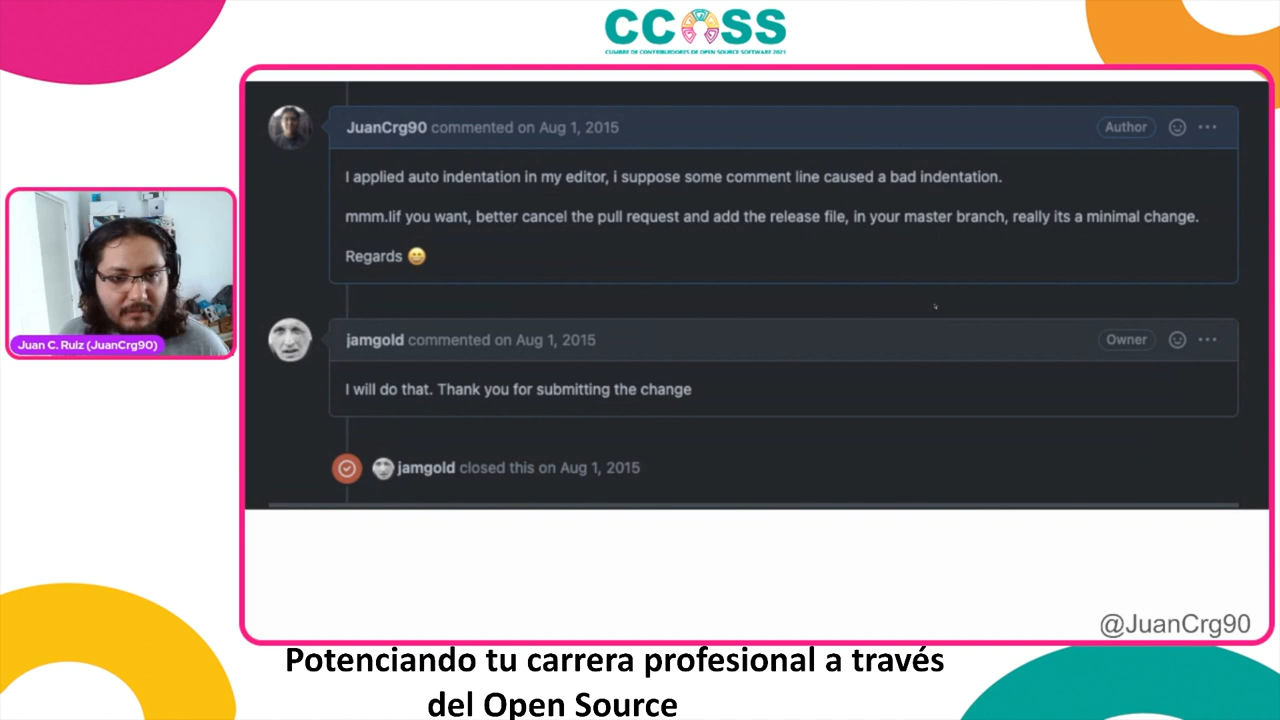 CCOSS
CUMBRE DE CONTRIBUIDORES DE OPEN SOURCE SOFTWARE 2021
JuanCrg90 commented on Aug 1, 2015
Author
I applied auto indentation in my editor, i suppose some comment line caused a bad indentation.
mmm.Iif you want, better cancel the pull request and add the release file, in your master branch, really its a minimal change.
Regards 😀
Juan C. Ruiz (JuanCrg90)
jamgold commented on Aug 1, 2015
Owner
I will do that. Thank you for submitting the change
jamgold closed this on Aug 1, 2015
@JuanCrg90
Potenciando tu carrera profesional a través
del Open Source